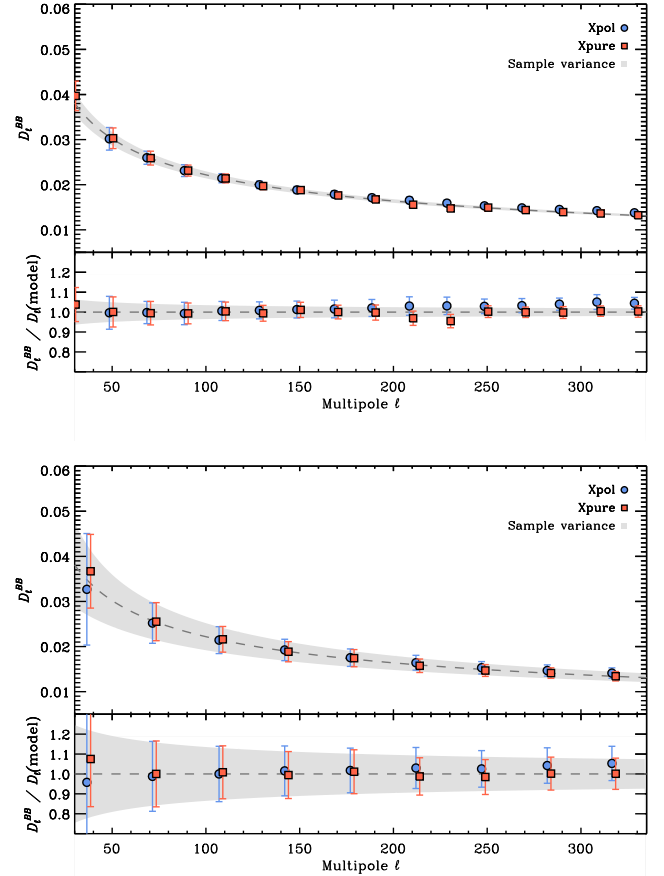 0.06
0.05
0.04
0.03
0.02
0.01
D_ℓ^BB
Xpol
Xpure
Sample variance
1.2
1.1
1.0
0.9
0.8
D_ℓ^BB / D_ℓ(model)
50 100 150 200 250 300
Multipole ℓ
0.06
0.05
0.04
0.03
0.02
0.01
D_ℓ^BB
Xpol
Xpure
Sample variance
1.2
1.1
1.0
0.9
0.8
D_ℓ^BB / D_ℓ(model)
50 100 150 200 250 300
Multipole ℓ